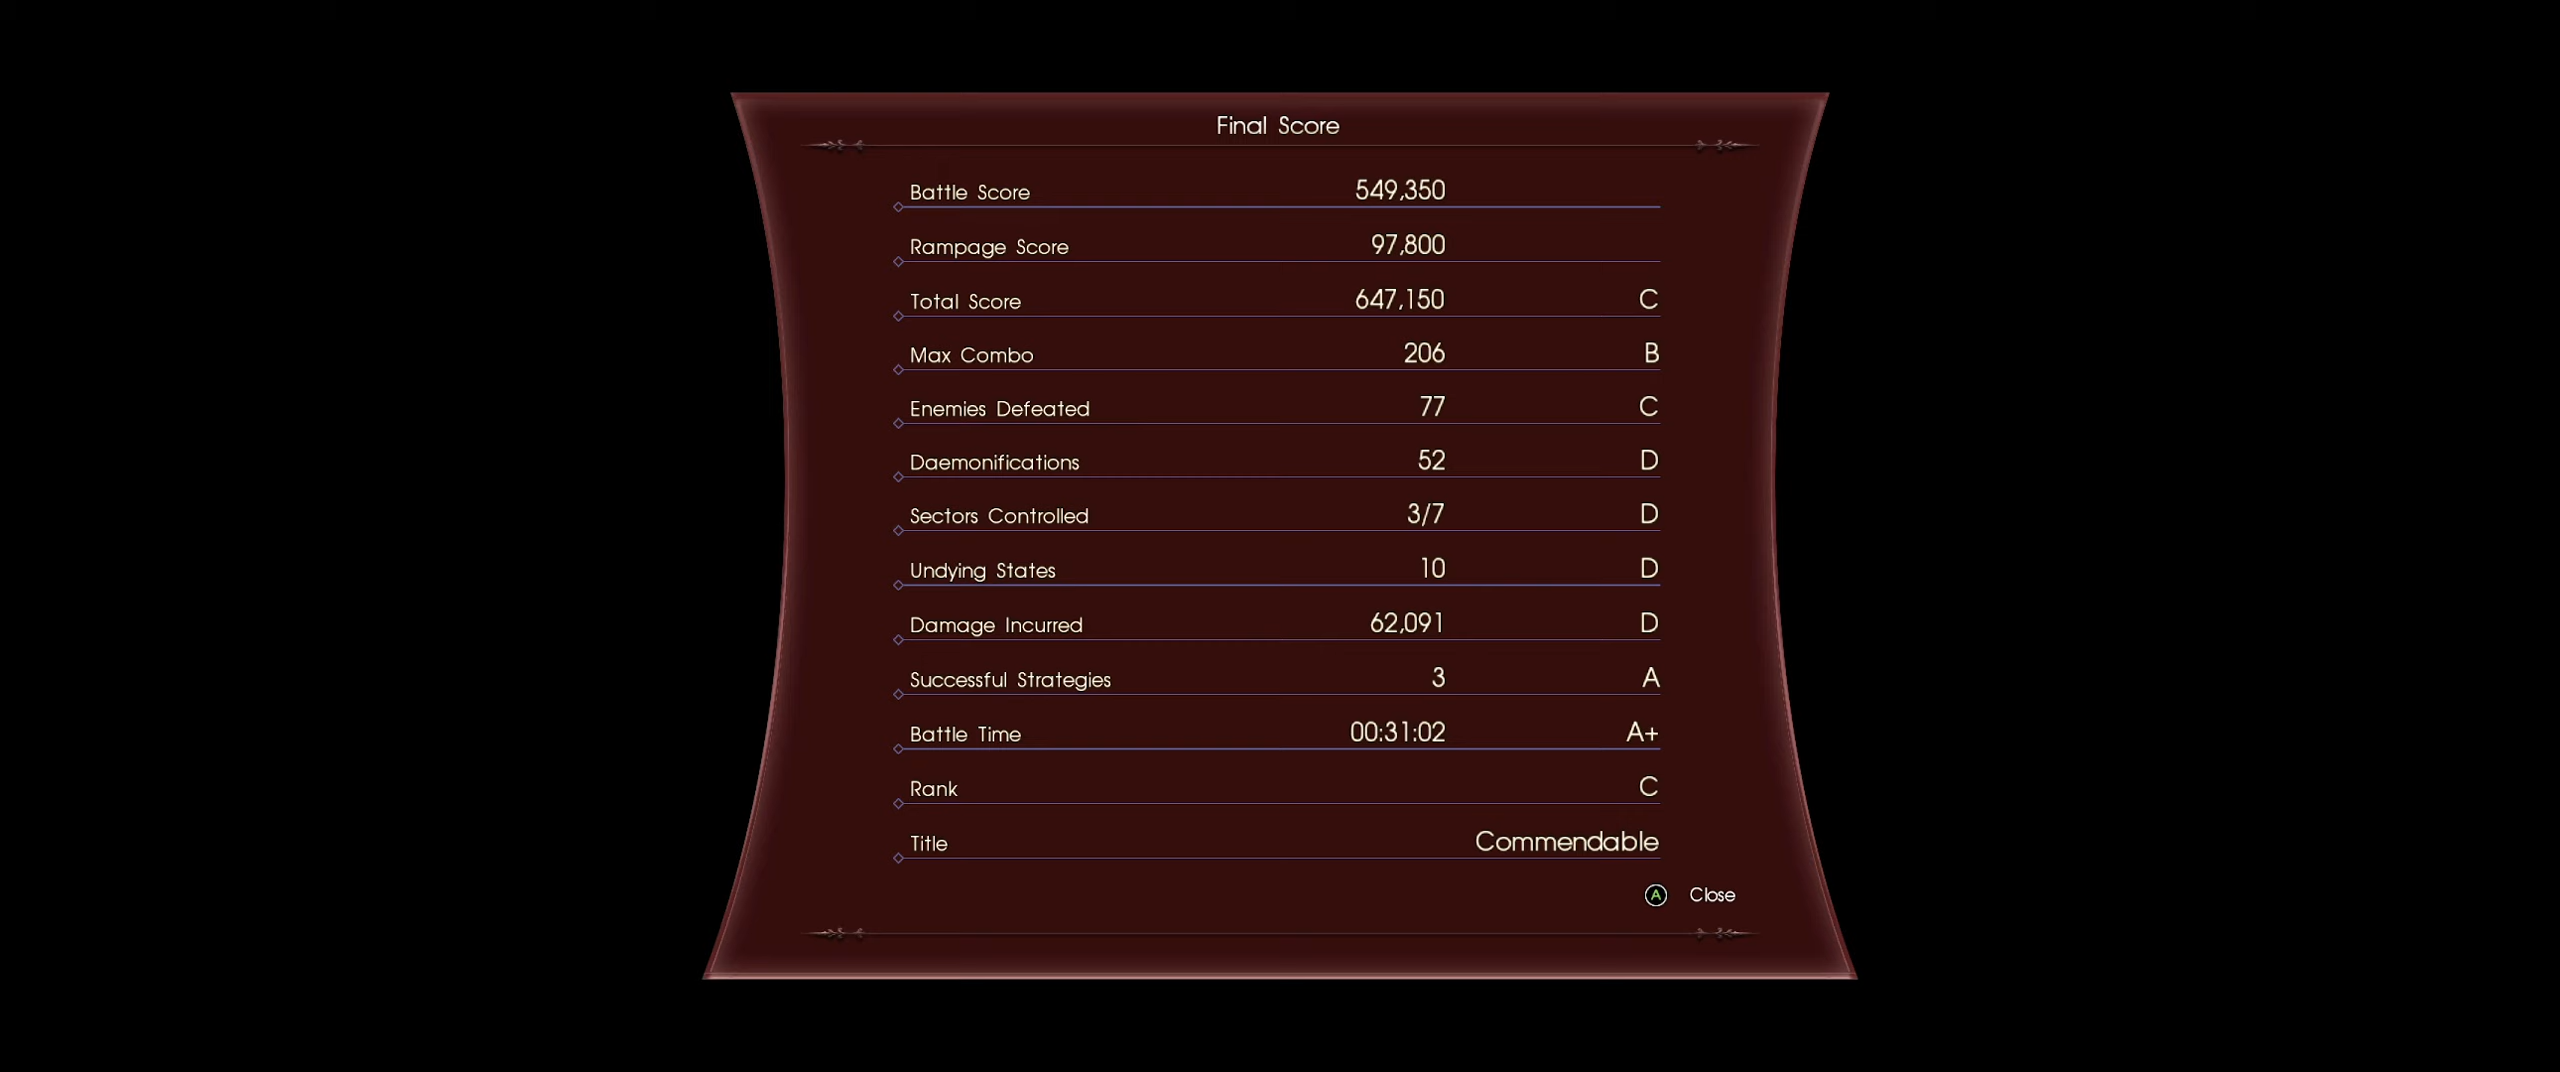 Final Score
Battle Score 549,350
Rampage Score 97,800
Total Score 647,150 C
Max Combo 206 B
Enemies Defeated 77 C
Daemonifications 52 D
Sectors Controlled 3/7 D
Undying States 10 D
Damage Incurred 62,091 D
Successful Strategies 3 A
Battle Time 00:31:02 A+
Rank C
Title Commendable
A Close